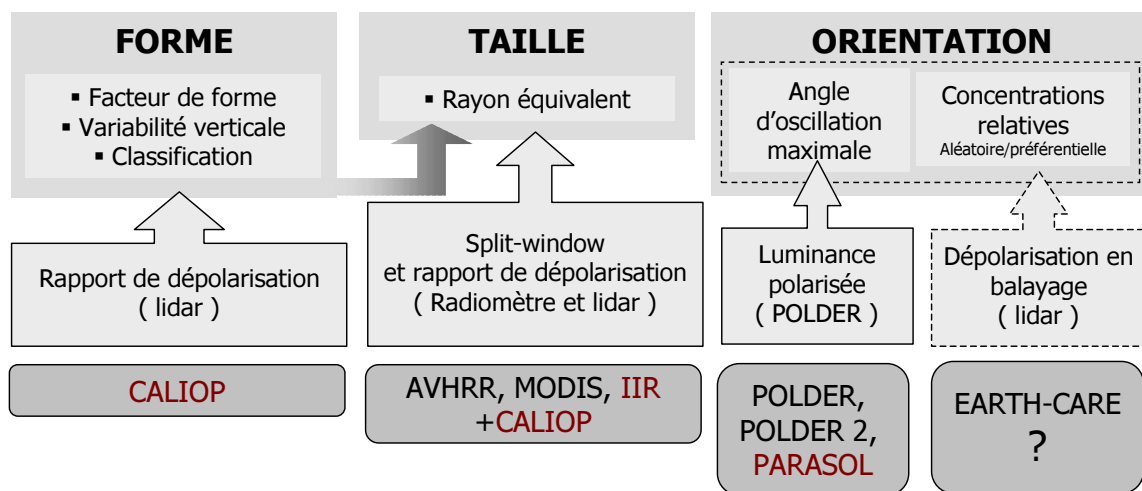 FORME
▪ Facteur de forme
▪ Variabilité verticale
▪ Classification
Rapport de dépolarisation
( lidar )
CALIOP
TAILLE
▪ Rayon équivalent
Split-window
et rapport de dépolarisation
( Radiomètre et lidar )
AVHRR, MODIS, IIR
+CALIOP
ORIENTATION
Angle
d’oscillation
maximale
Luminance
polarisée
( POLDER )
POLDER,
POLDER 2,
PARASOL
Concentrations
relatives
Aléatoire/préférentielle
Dépolarisation en
balayage
( lidar )
EARTH-CARE
?